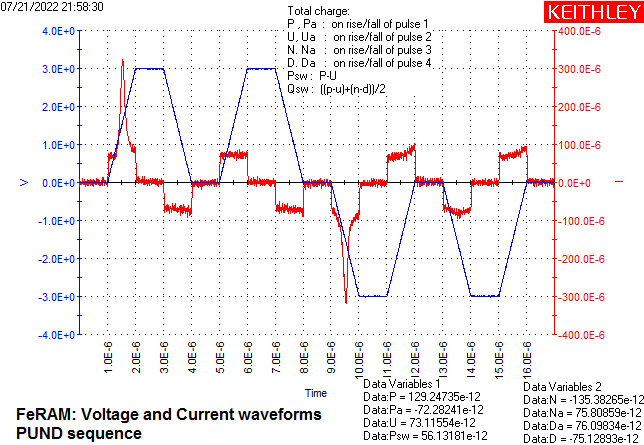 07/21/2022 21:58:30
KEITHLEY
Total charge:
P , Pa : on rise/fall of pulse 1
U, Ua : on rise/fall of pulse 2
N. Na : on rise/fall of pulse 3
D. Da : on rise/fall of pulse 4
Psw : P-U
Qsw : ((p-u)+(n-d))/2
4.0E+0
3.0E+0
2.0E+0
1.0E+0
0.0E+0
-1.0E+0
-2.0E+0
-3.0E+0
-4.0E+0
V
400.0E-6
300.0E-6
200.0E-6
100.0E-6
0.0E+0
-100.0E-6
-200.0E-6
-300.0E-6
-400.0E-6
I
1.0E-6
2.0E-6
3.0E-6
4.0E-6
5.0E-6
6.0E-6
7.0E-6
8.0E-6
9.0E-6
10.0E-6
11.0E-6
12.0E-6
13.0E-6
14.0E-6
15.0E-6
16.0E-6
Time
FeRAM: Voltage and Current waveforms
PUND sequence
Data Variables 1
Data:P = 129.24735e-12
Data:Pa = -72.28241e-12
Data:U = 73.11554e-12
Data:Psw = 56.13181e-12
Data Variables 2
Data:N = -135.38265e-12
Data:Na = 75.80859e-12
Data:Da = 76.09834e-12
Data:D = -75.12893e-12